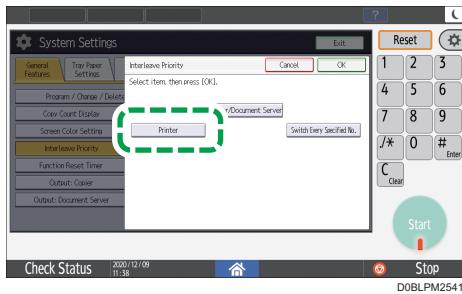 ?
System Settings
Exit
Reset
General
Features
Tray Paper
Settings
Interleave Priority
Cancel
OK
Select item, then press [OK].
1 2 3
Program / Change / Delete
r/Document Server
4 5 6
Copy Count Display
Screen Color Setting
Printer
Switch Every Specified No.
7 8 9
Interleave Priority
./* 0 #
Enter
Function Reset Timer
Output: Copier
C
Clear
Output: Document Server
Start
Check Status
2020/12/09
11:38
Stop
D0BLPM2541